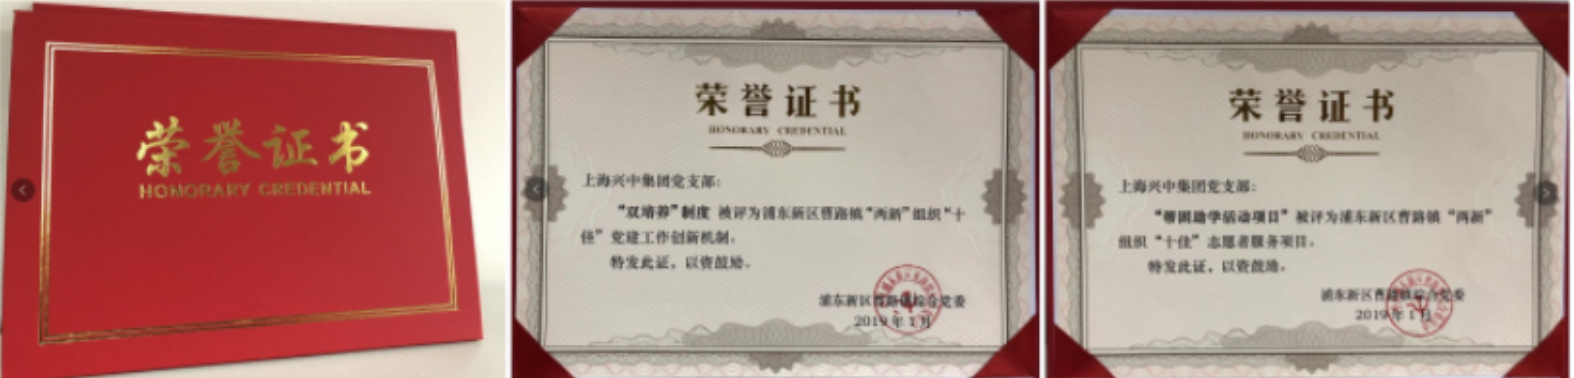 荣誉证书
HONORARY CREDENTIAL
荣誉证书
HONORARY CREDENTIAL
上海兴中集团党支部:
“双培养”制度 被评为浦东新区曹路镇“两新”组织“十
佳”党建工作创新机制。
特发此证，以资鼓励。
浦东新区曹路镇综合党委
2019年1月
荣誉证书
HONORARY CREDENTIAL
上海兴中集团党支部:
“帮困助学活动项目”被评为浦东新区曹路镇“两新”
组织“十佳”志愿者服务项目。
特发此证，以资鼓励。
浦东新区曹路镇综合党委
2019年1月